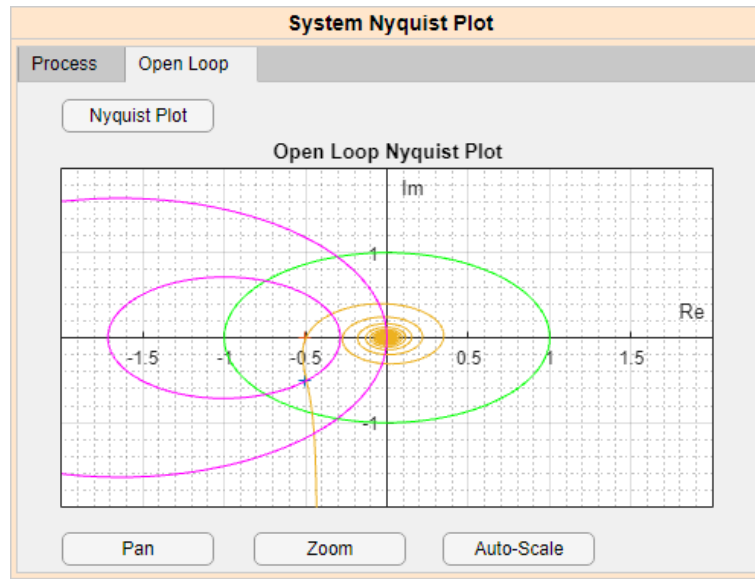 System Nyquist Plot
Process Open Loop
Nyquist Plot
Open Loop Nyquist Plot
Im
1
Re
-1.5 -1 -0.5 0.5 1 1.5
-1
Pan Zoom Auto-Scale